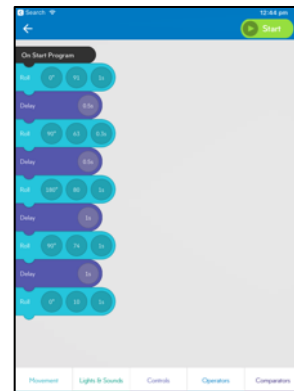 Search 12:44 pm
Start
On Start Program
Roll 0° 91 1s
Delay 0.5s
Roll 90° 63 0.5s
Delay 0.5s
Roll 180° 80 1s
Delay 1s
Roll 90° 74 1s
Delay 1s
Roll 0° 10 1s
Movement Lights & Sounds Controls Operators Comparators